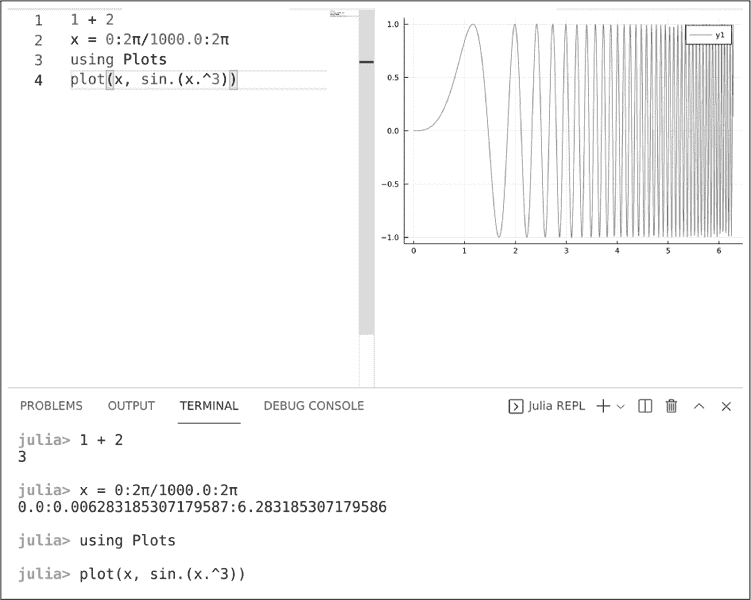 1 1 + 2
2 x = 0:2π/1000.0:2π
3 using Plots
4 plot(x, sin.(x.^3))
y1
1.0
0.5
0.0
−0.5
−1.0
0 1 2 3 4 5 6
PROBLEMS OUTPUT TERMINAL DEBUG CONSOLE Julia REPL
julia> 1 + 2
3
julia> x = 0:2π/1000.0:2π
0.0:0.006283185307179587:6.283185307179586
julia> using Plots
julia> plot(x, sin.(x.^3))